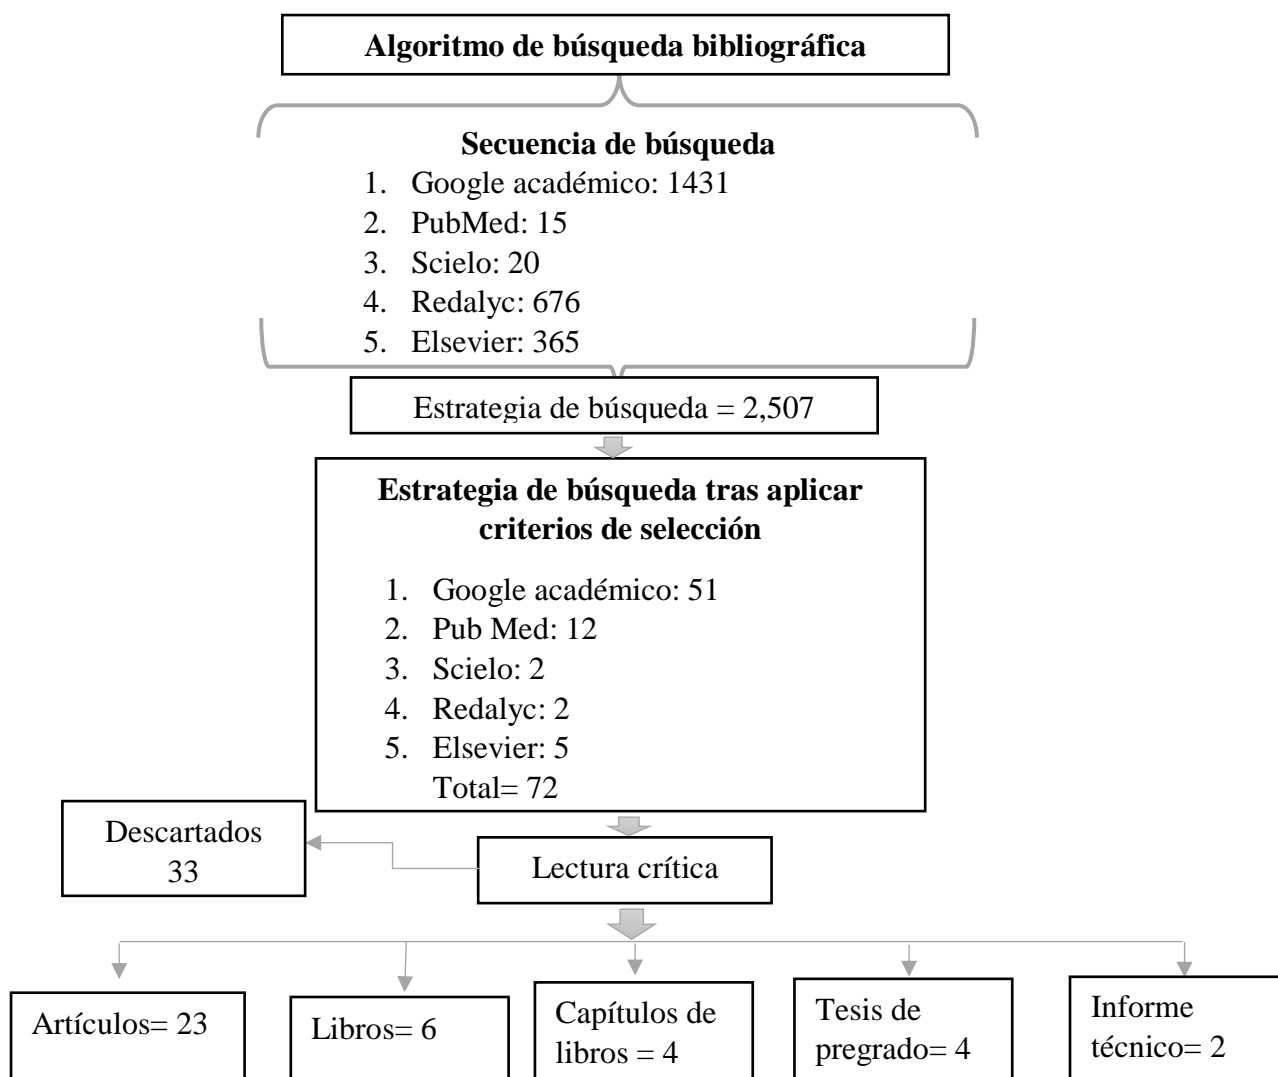 Algoritmo de búsqueda bibliográfica
Secuencia de búsqueda
1. Google académico: 1431
2. PubMed: 15
3. Scielo: 20
4. Redalyc: 676
5. Elsevier: 365
Estrategia de búsqueda = 2,507
Estrategia de búsqueda tras aplicar
criterios de selección
1. Google académico: 51
2. Pub Med: 12
3. Scielo: 2
4. Redalyc: 2
5. Elsevier: 5
Total= 72
Descartados
33
Lectura crítica
Artículos= 23
Libros= 6
Capítulos de
libros = 4
Tesis de
pregrado= 4
Informe
técnico= 2